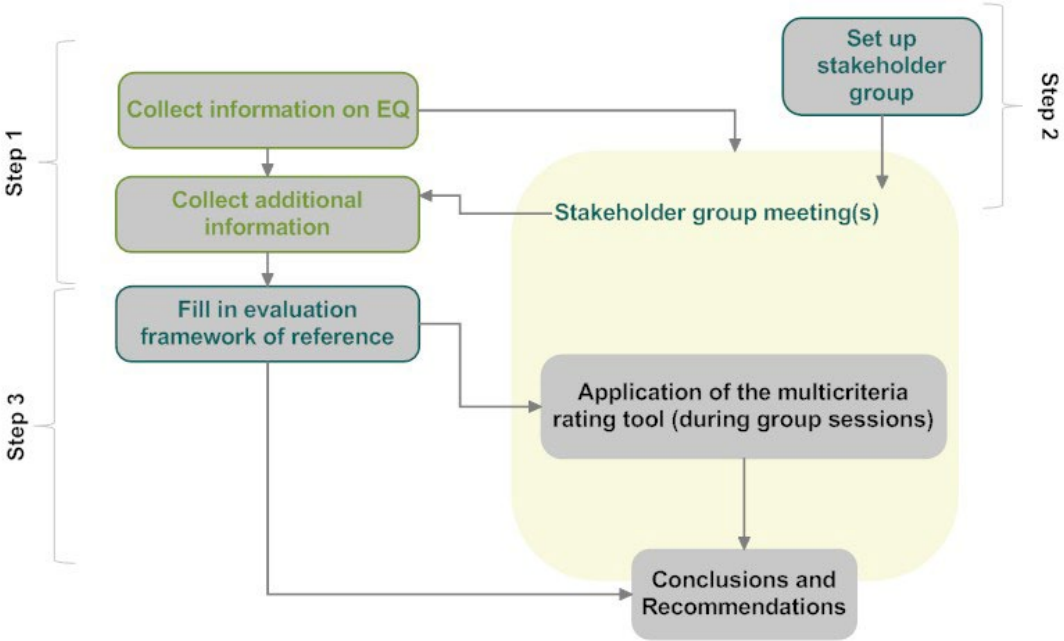 Step 1
Collect information on EQ
Collect additional
information
Set up
stakeholder
group
Step 2
Stakeholder group meeting(s)
Step 3
Fill in evaluation
framework of reference
Application of the multicriteria
rating tool (during group sessions)
Conclusions and
Recommendations